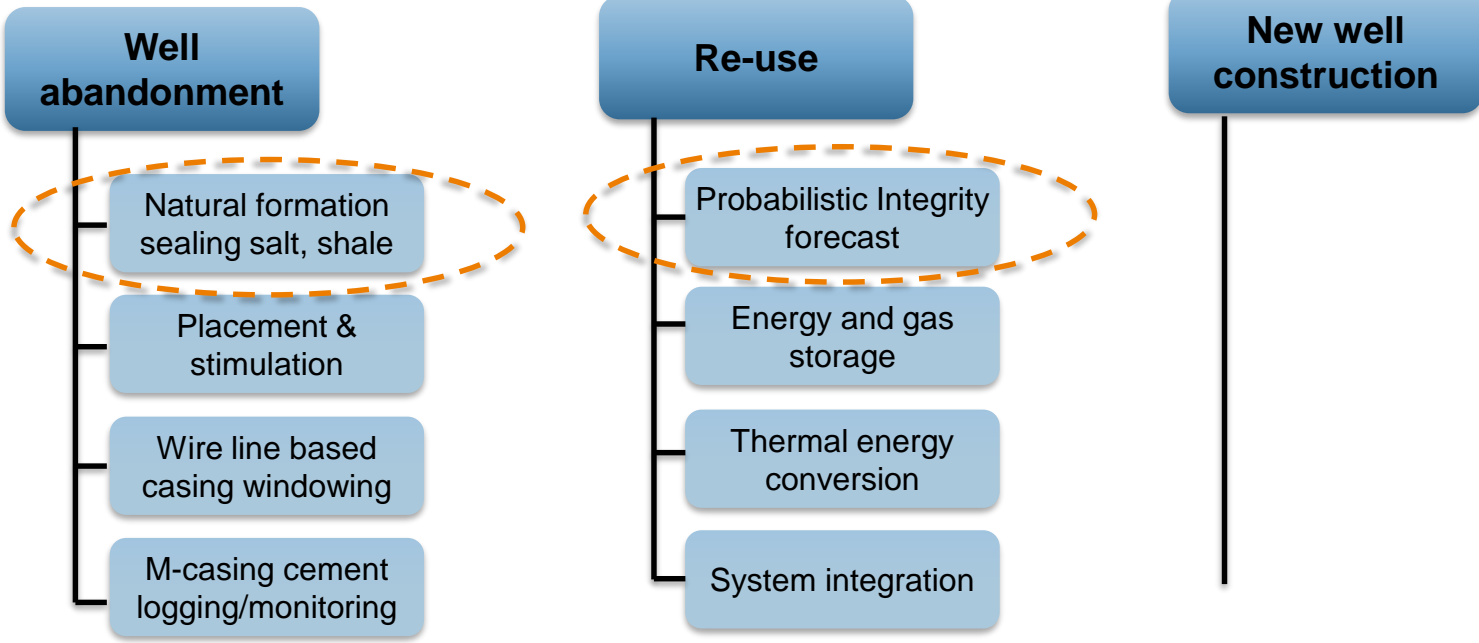 Well
abandonment
Natural formation
sealing salt, shale
Placement &
stimulation
Wire line based
casing windowing
M-casing cement
logging/monitoring
Re-use
Probabilistic Integrity
forecast
Energy and gas
storage
Thermal energy
conversion
System integration
New well
construction